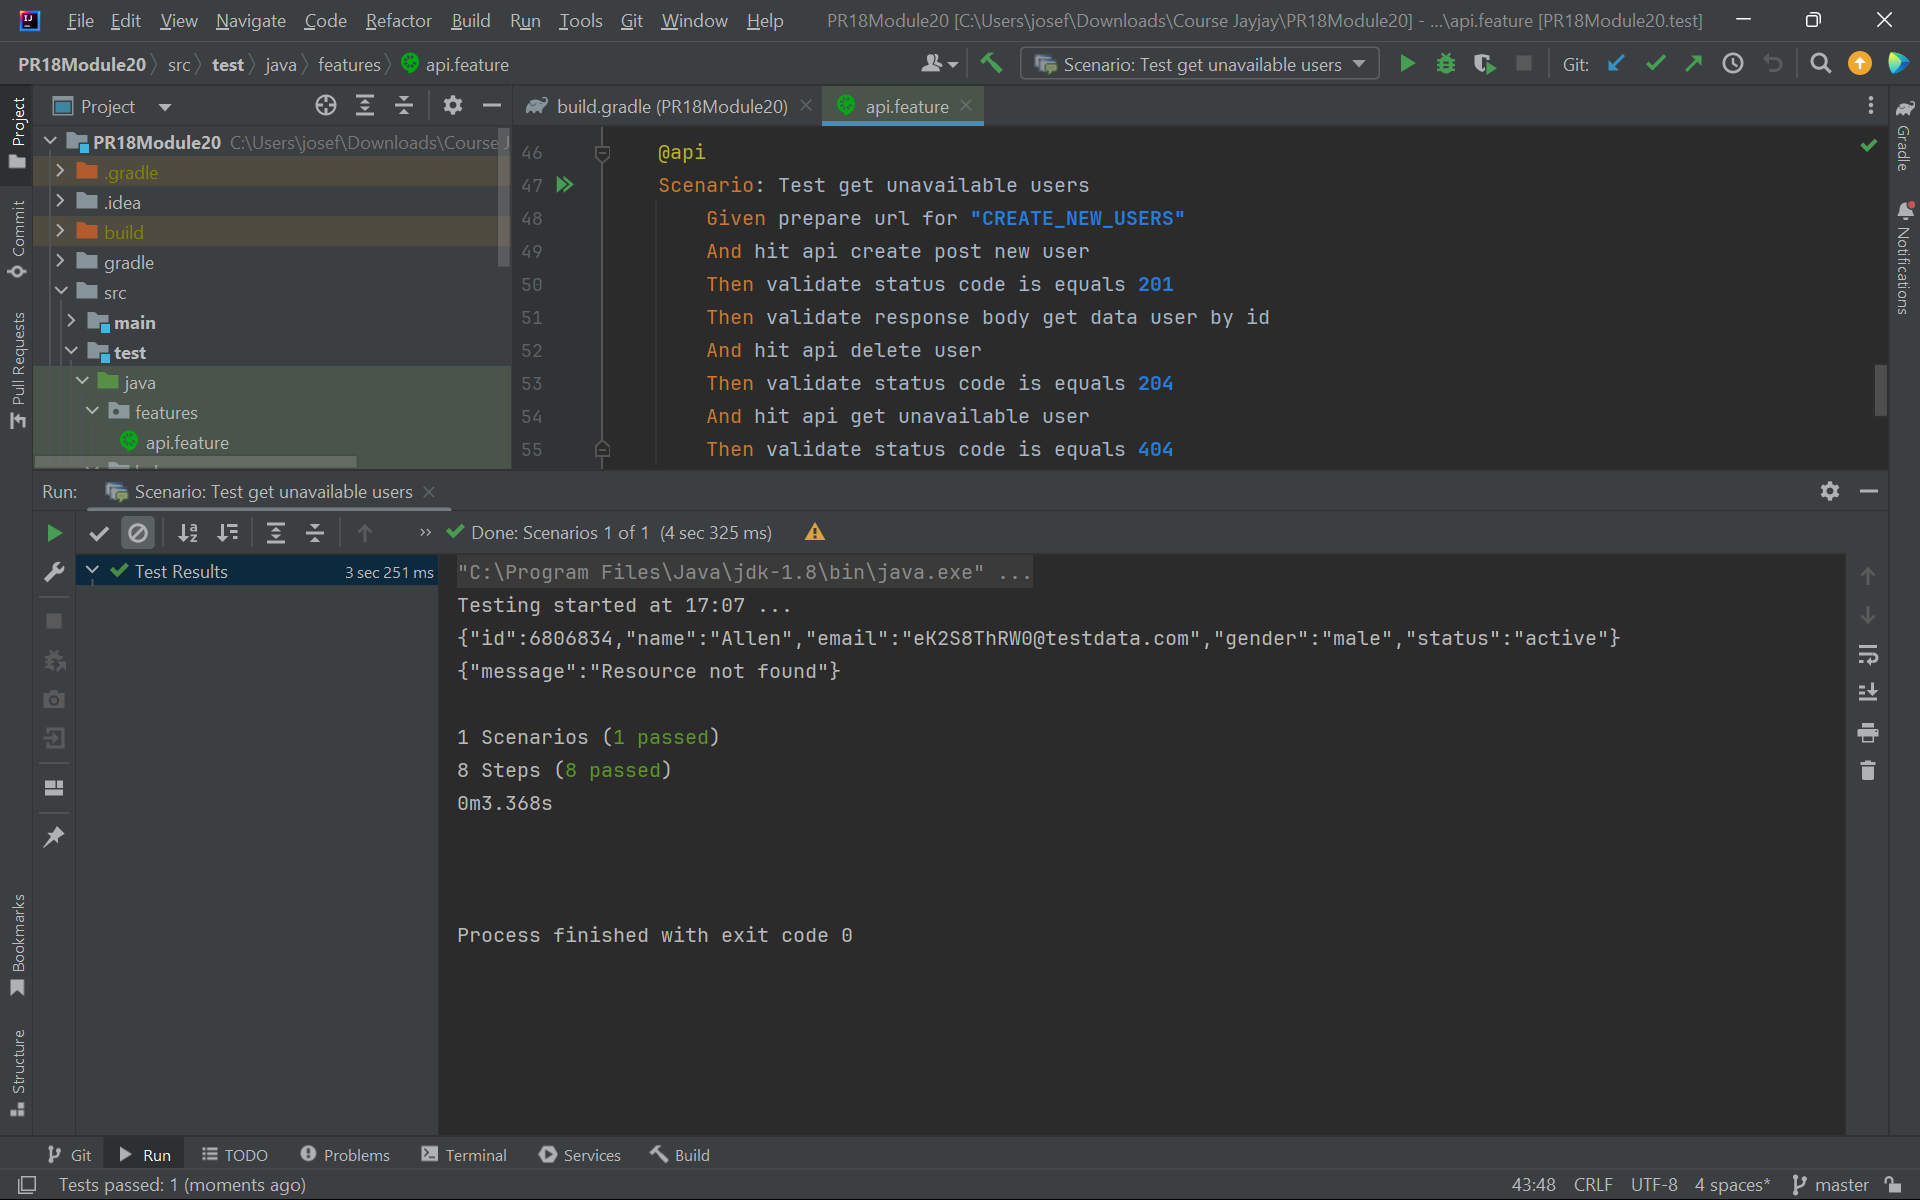 File Edit View Navigate Code Refactor Build Run Tools Git Window Help PR18Module20 [C:\Users\josef\Downloads\Course Jayjay\PR18Module20] - ...\api.feature [PR18Module20.test]
PR18Module20 src test java features api.feature Scenario: Test get unavailable users Git:
Project build.gradle (PR18Module20) api.feature
PR18Module20 C:\Users\josef\Downloads\Course J
.gradle
.idea
build
gradle
src
main
test
java
features
api.feature
46 @api
47 Scenario: Test get unavailable users
48 Given prepare url for "CREATE_NEW_USERS"
49 And hit api create post new user
50 Then validate status code is equals 201
51 Then validate response body get data user by id
52 And hit api delete user
53 Then validate status code is equals 204
54 And hit api get unavailable user
55 Then validate status code is equals 404
Project
Commit
Pull Requests
Bookmarks
Structure
Gradle
Notifications
Run: Scenario: Test get unavailable users
Done: Scenarios 1 of 1 (4 sec 325 ms)
Test Results 3 sec 251 ms
"C:\Program Files\Java\jdk-1.8\bin\java.exe" ...
Testing started at 17:07 ...
{"id":6806834,"name":"Allen","email":"eK2S8ThRW0@testdata.com","gender":"male","status":"active"}
{"message":"Resource not found"}
1 Scenarios (1 passed)
8 Steps (8 passed)
0m3.368s
Process finished with exit code 0
Git Run TODO Problems Terminal Services Build
Tests passed: 1 (moments ago) 43:48 CRLF UTF-8 4 spaces* master